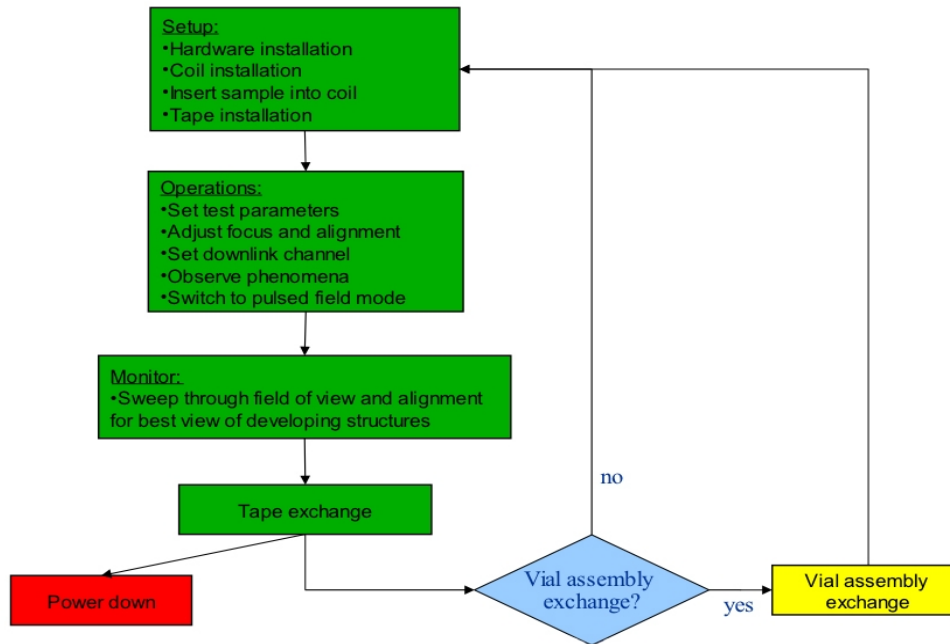 Setup:
•Hardware installation
•Coil installation
•Insert sample into coil
•Tape installation
Operations:
•Set test parameters
•Adjust focus and alignment
•Set downlink channel
•Observe phenomena
•Switch to pulsed field mode
Monitor:
•Sweep through field of view and alignment
for best view of developing structures
no
Tape exchange
Vial assembly
exchange?
yes
Vial assembly
exchange
Power down